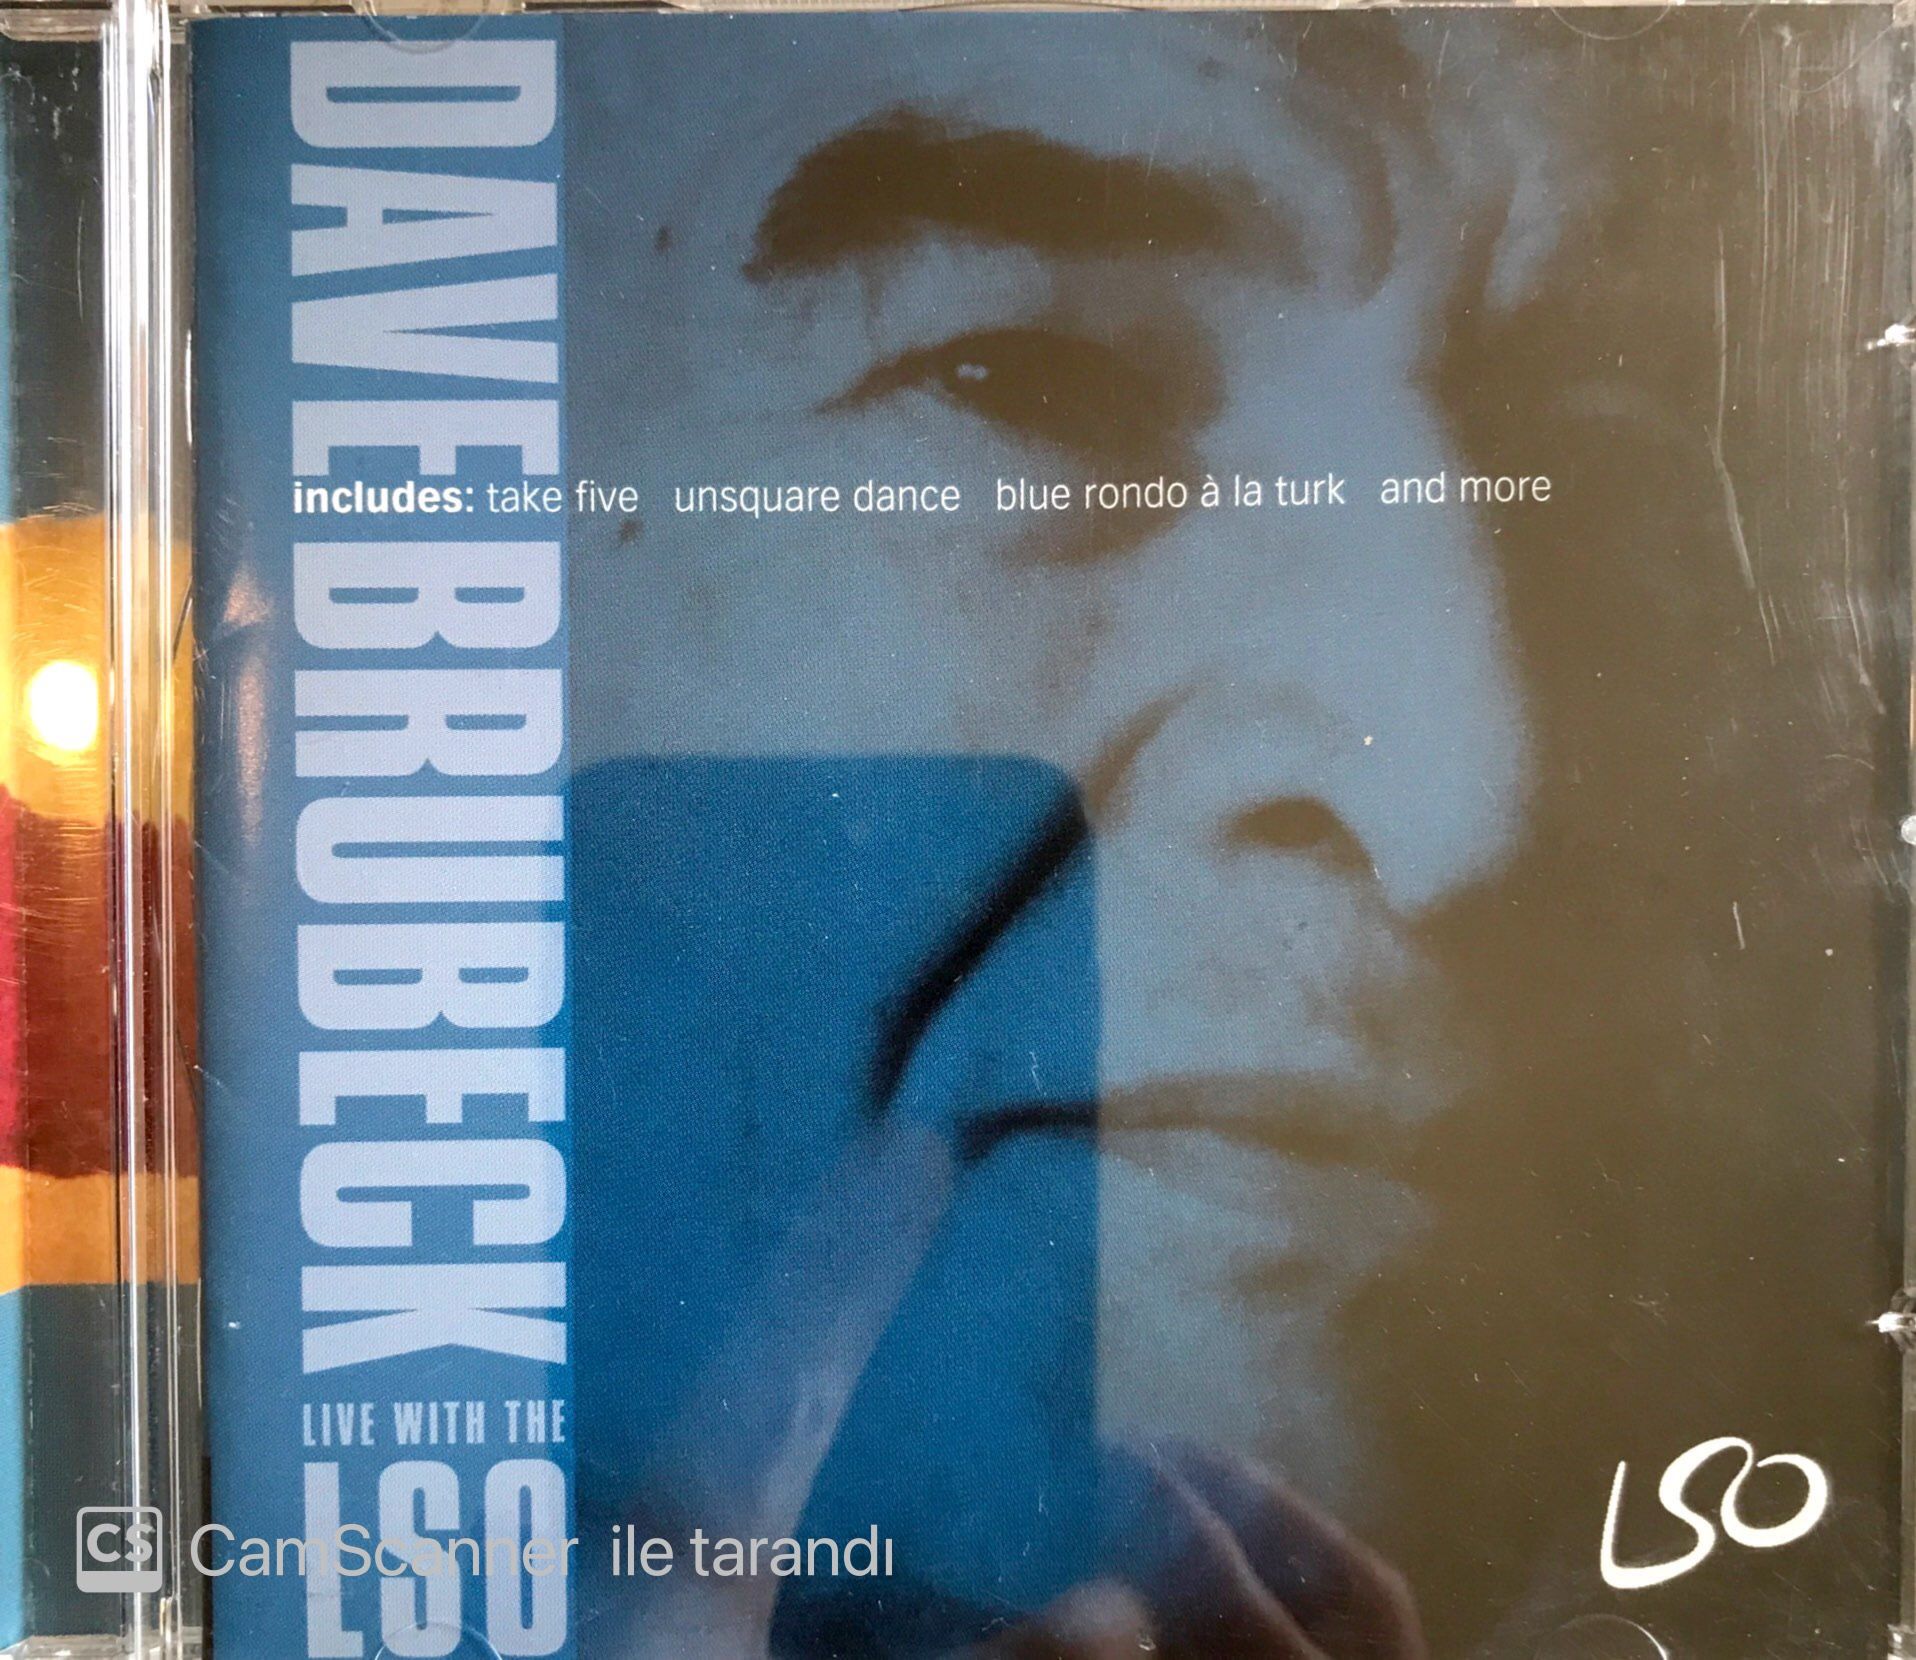 DAVE BRUBECK
includes: take five unsquare dance blue rondo à la turk and more
LIVE WITH THE
LSO
LSO
CS CamScanner ile tarandı